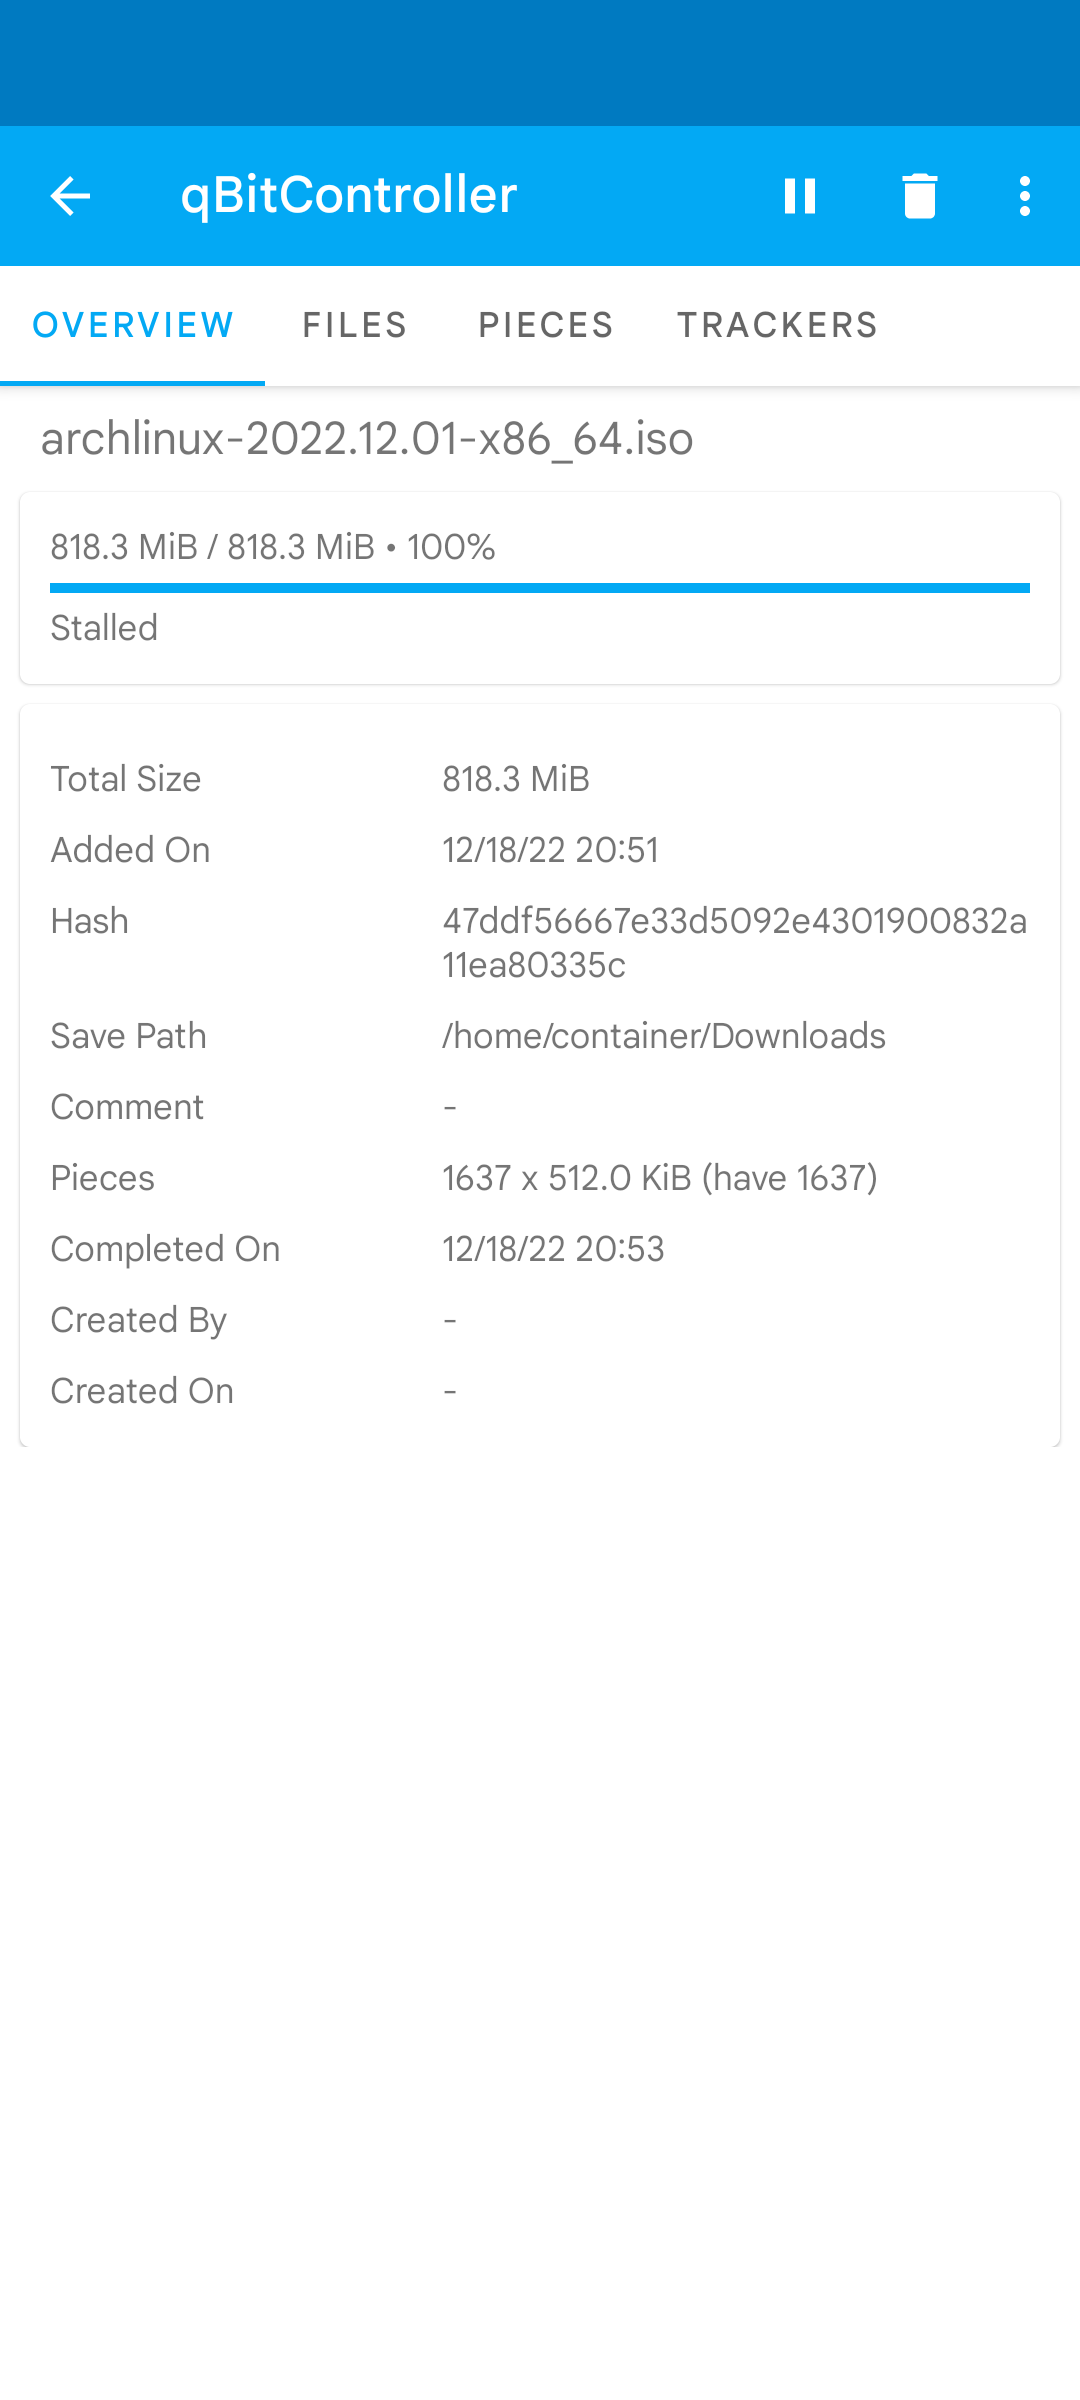 qBitController
OVERVIEW FILES PIECES TRACKERS
archlinux-2022.12.01-x86_64.iso
818.3 MiB / 818.3 MiB • 100%
Stalled
Total Size 818.3 MiB
Added On 12/18/22 20:51
Hash 47ddf56667e33d5092e4301900832a
11ea80335c
Save Path /home/container/Downloads
Comment -
Pieces 1637 x 512.0 KiB (have 1637)
Completed On 12/18/22 20:53
Created By -
Created On -